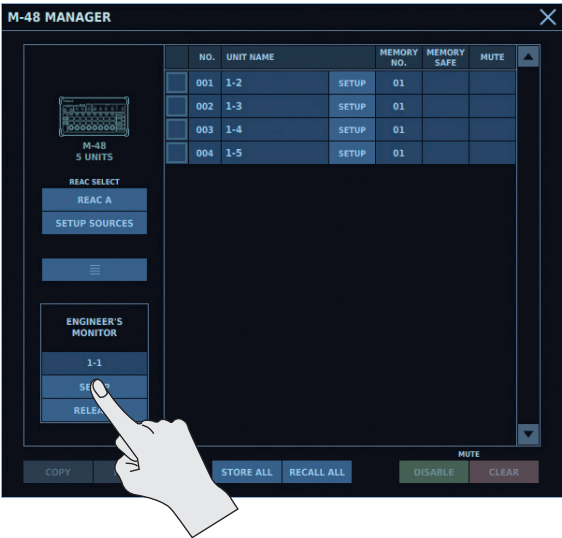 M-48 MANAGER
NO. UNIT NAME MEMORY NO. MEMORY SAFE MUTE
001 1-2 SETUP 01
002 1-3 SETUP 01
003 1-4 SETUP 01
004 1-5 SETUP 01
M-48
5 UNITS
REAC SELECT
REAC A
SETUP SOURCES
ENGINEER'S
MONITOR
1-1
MUTE
COPY STORE ALL RECALL ALL DISABLE CLEAR